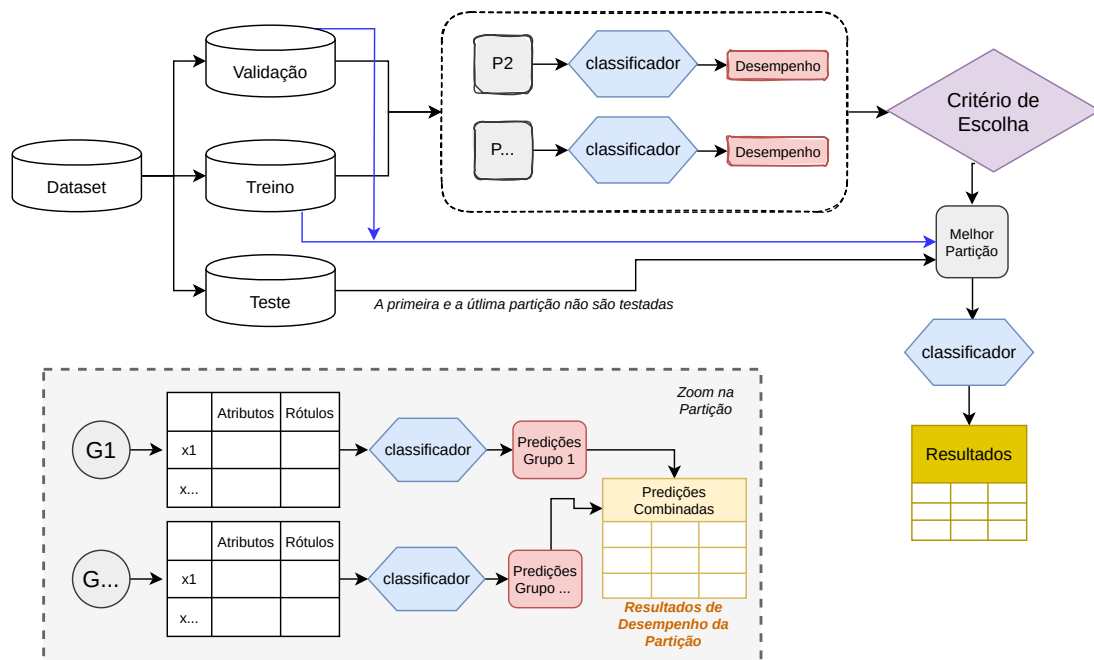 Validação
P2
classificador
Desempenho
Critério de
Escolha
P...
classificador
Desempenho
Dataset
Treino
Melhor
Partição
Teste
A primeira e a útlima partição não são testadas
classificador
Resultados
Zoom na
Partição
G1
Atributos
Rótulos
x1
x...
classificador
Predições
Grupo 1
Predições
Combinadas
G...
Atributos
Rótulos
x1
x...
classificador
Predições
Grupo ...
Resultados de
Desempenho da
Partição